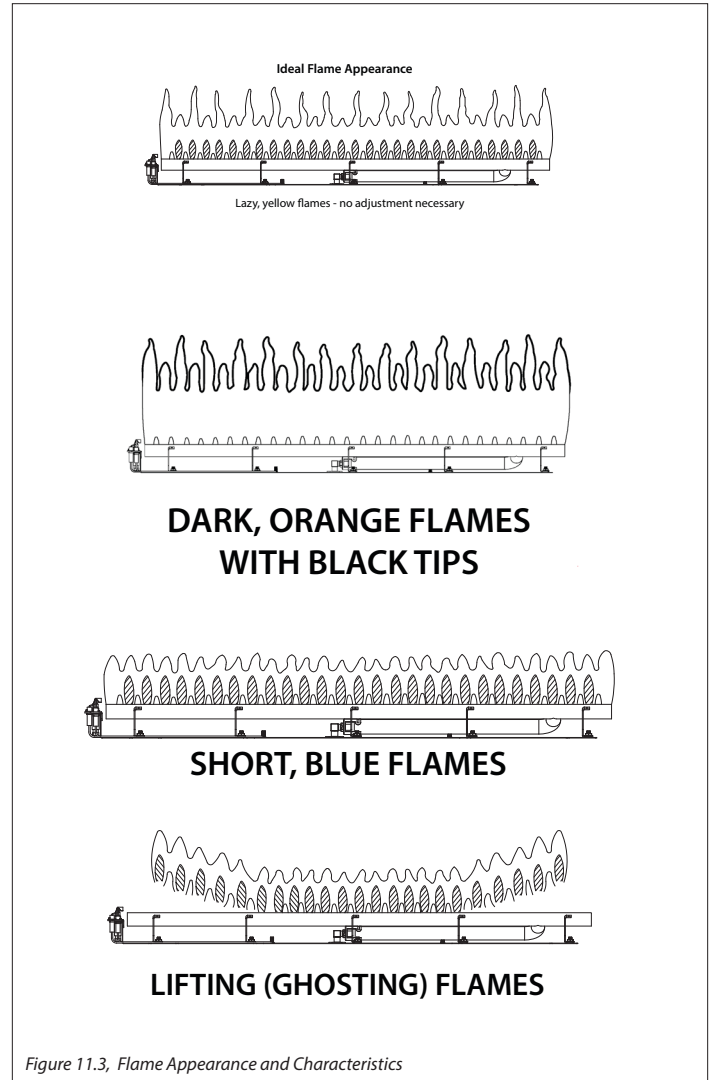 Ideal Flame Appearance
Lazy, yellow flames - no adjustment necessary
DARK, ORANGE FLAMES
WITH BLACK TIPS
SHORT, BLUE FLAMES
LIFTING (GHOSTING) FLAMES
Figure 11.3, Flame Appearance and Characteristics